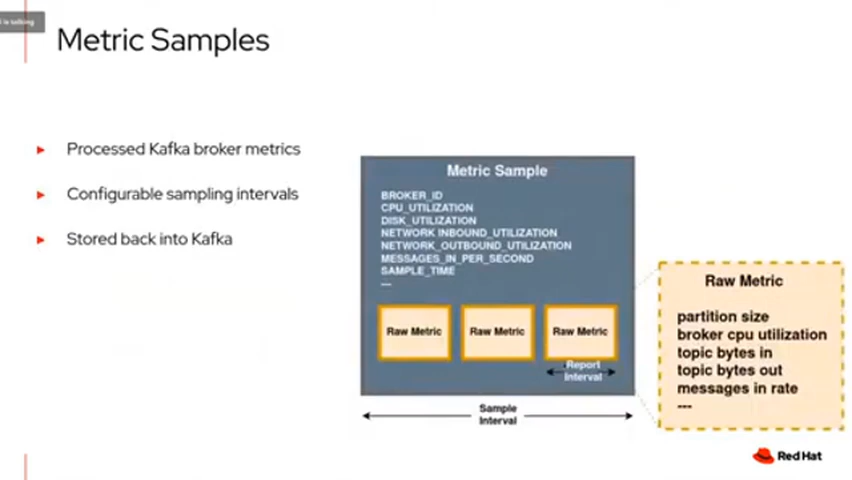 is talking
Metric Samples
Processed Kafka broker metrics
Configurable sampling intervals
Stored back into Kafka
Metric Sample
BROKER_ID
CPU_UTILIZATION
DISK_UTILIZATION
NETWORK INBOUND_UTILIZATION
NETWORK_OUTBOUND_UTILIZATION
MESSAGES_IN_PER_SECOND
SAMPLE_TIME
---
Raw Metric
Raw Metric
Raw Metric
Report
Interval
Sample
Interval
Raw Metric
partition size
broker cpu utilization
topic bytes in
topic bytes out
messages in rate
---
Red Hat